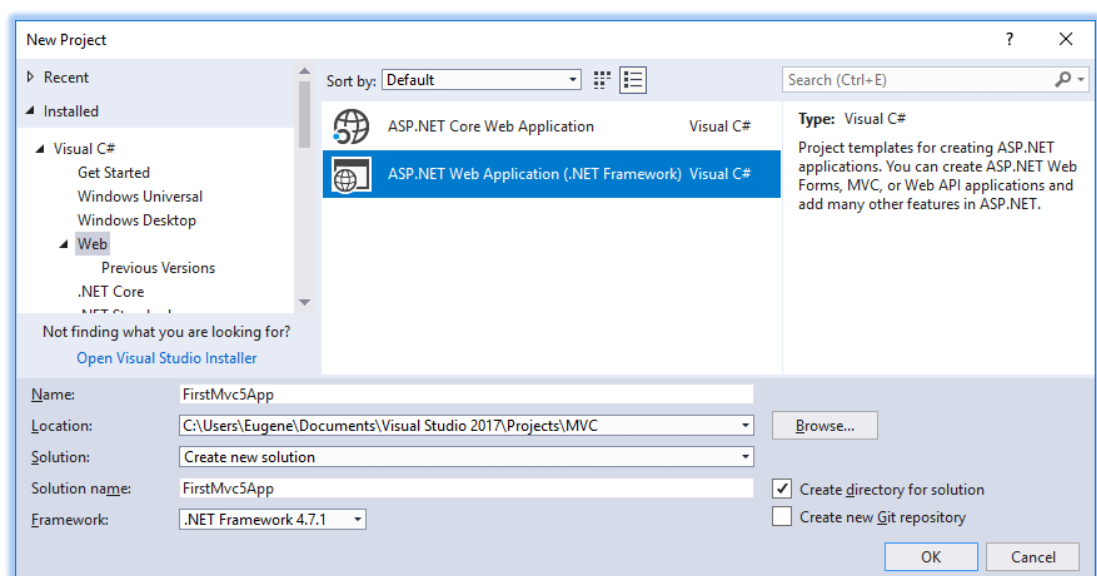 New Project
Recent
Installed
Visual C#
Get Started
Windows Universal
Windows Desktop
Web
Previous Versions
.NET Core
Not finding what you are looking for?
Open Visual Studio Installer
Sort by: Default
ASP.NET Core Web Application Visual C#
ASP.NET Web Application (.NET Framework) Visual C#
Search (Ctrl+E)
Type: Visual C#
Project templates for creating ASP.NET
applications. You can create ASP.NET Web
Forms, MVC, or Web API applications and
add many other features in ASP.NET.
Name: FirstMvc5App
Location: C:\Users\Eugene\Documents\Visual Studio 2017\Projects\MVC Browse...
Solution: Create new solution
Solution name: FirstMvc5App
Create directory for solution
Framework: .NET Framework 4.7.1
Create new Git repository
OK Cancel